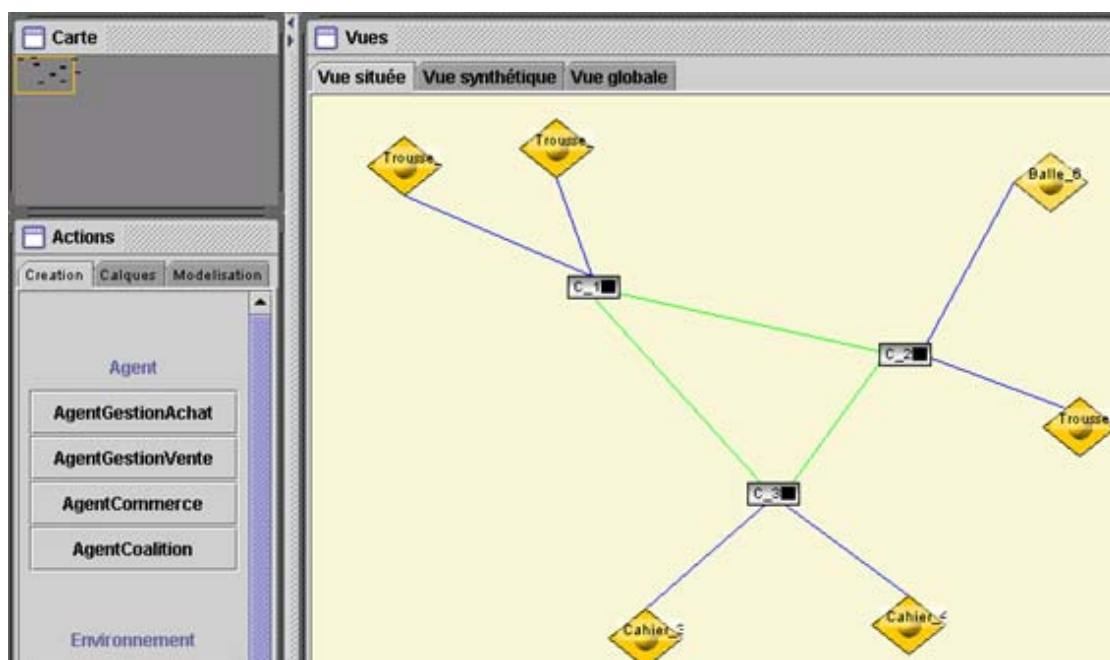 Carte
Actions
Creation Calques Modelisation
Agent
AgentGestionAchat
AgentGestionVente
AgentCommerce
AgentCoalition
Environnement
Vues
Vue située Vue synthétique Vue globale
Trousse_
Trousse_
Balle_6
C_1
C_2
Trousse
C_3
Cahier_
Cahier_